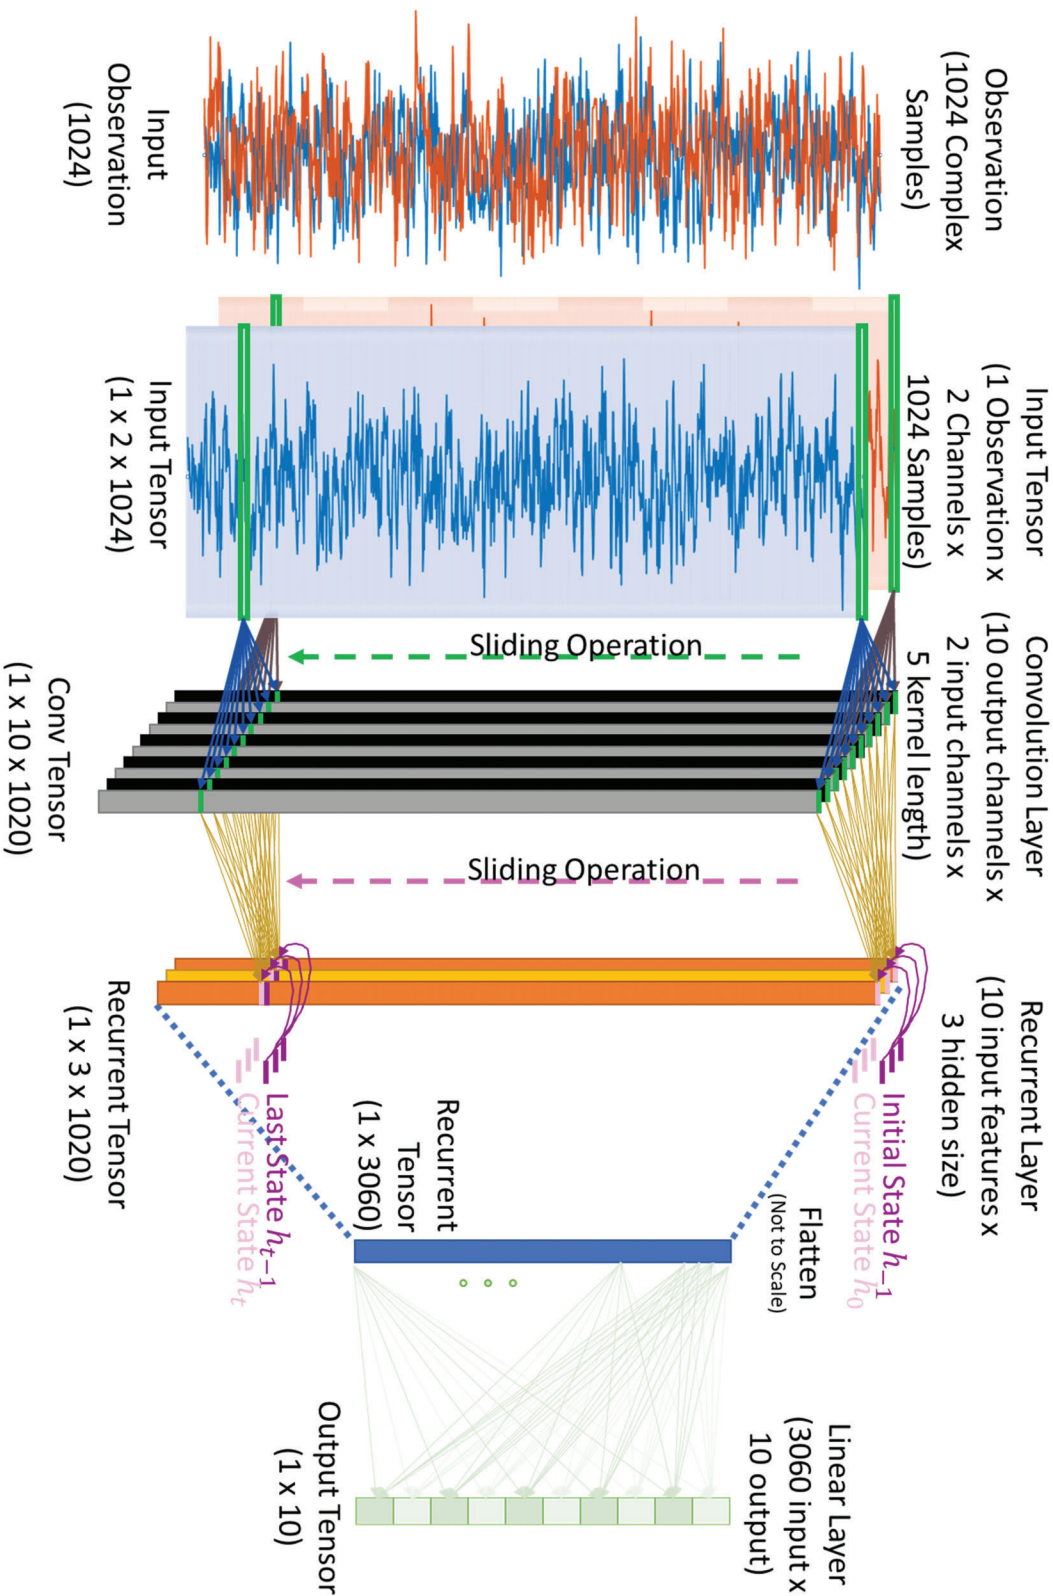 Observation
(1024 Complex
Samples)
Input Tensor
(1 Observation x
2 Channels x
1024 Samples)
Convolution Layer
(10 output channels x
2 input channels x
5 kernel length)
Recurrent Layer
(10 input features x
3 hidden size)
Initial State h₋₁
Current State h₀
Flatten
(Not to Scale)
Linear Layer
(3060 input x
10 output)
Sliding Operation
Sliding Operation
Input
Observation
(1024)
Input Tensor
(1 x 2 x 1024)
Conv Tensor
(1 x 10 x 1020)
Recurrent Tensor
(1 x 3 x 1020)
Last State hₜ₋₁
Current State hₜ
Recurrent
Tensor
(1 x 3060)
Output Tensor
(1 x 10)